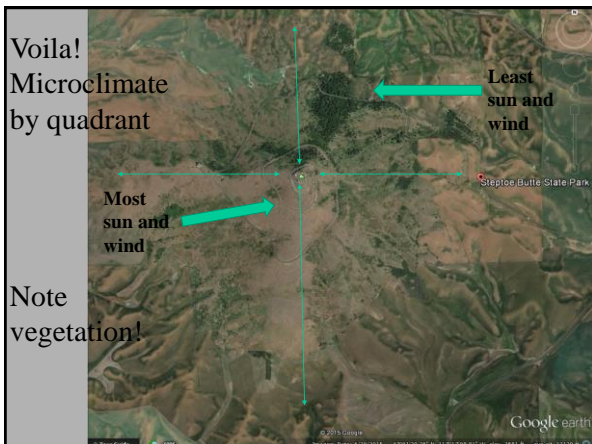 Voila!
Microclimate
by quadrant
Least
sun and
wind
Steptoe Butte State Park
Most
sun and
wind
Note
vegetation!
© 2015 Google
Google earth